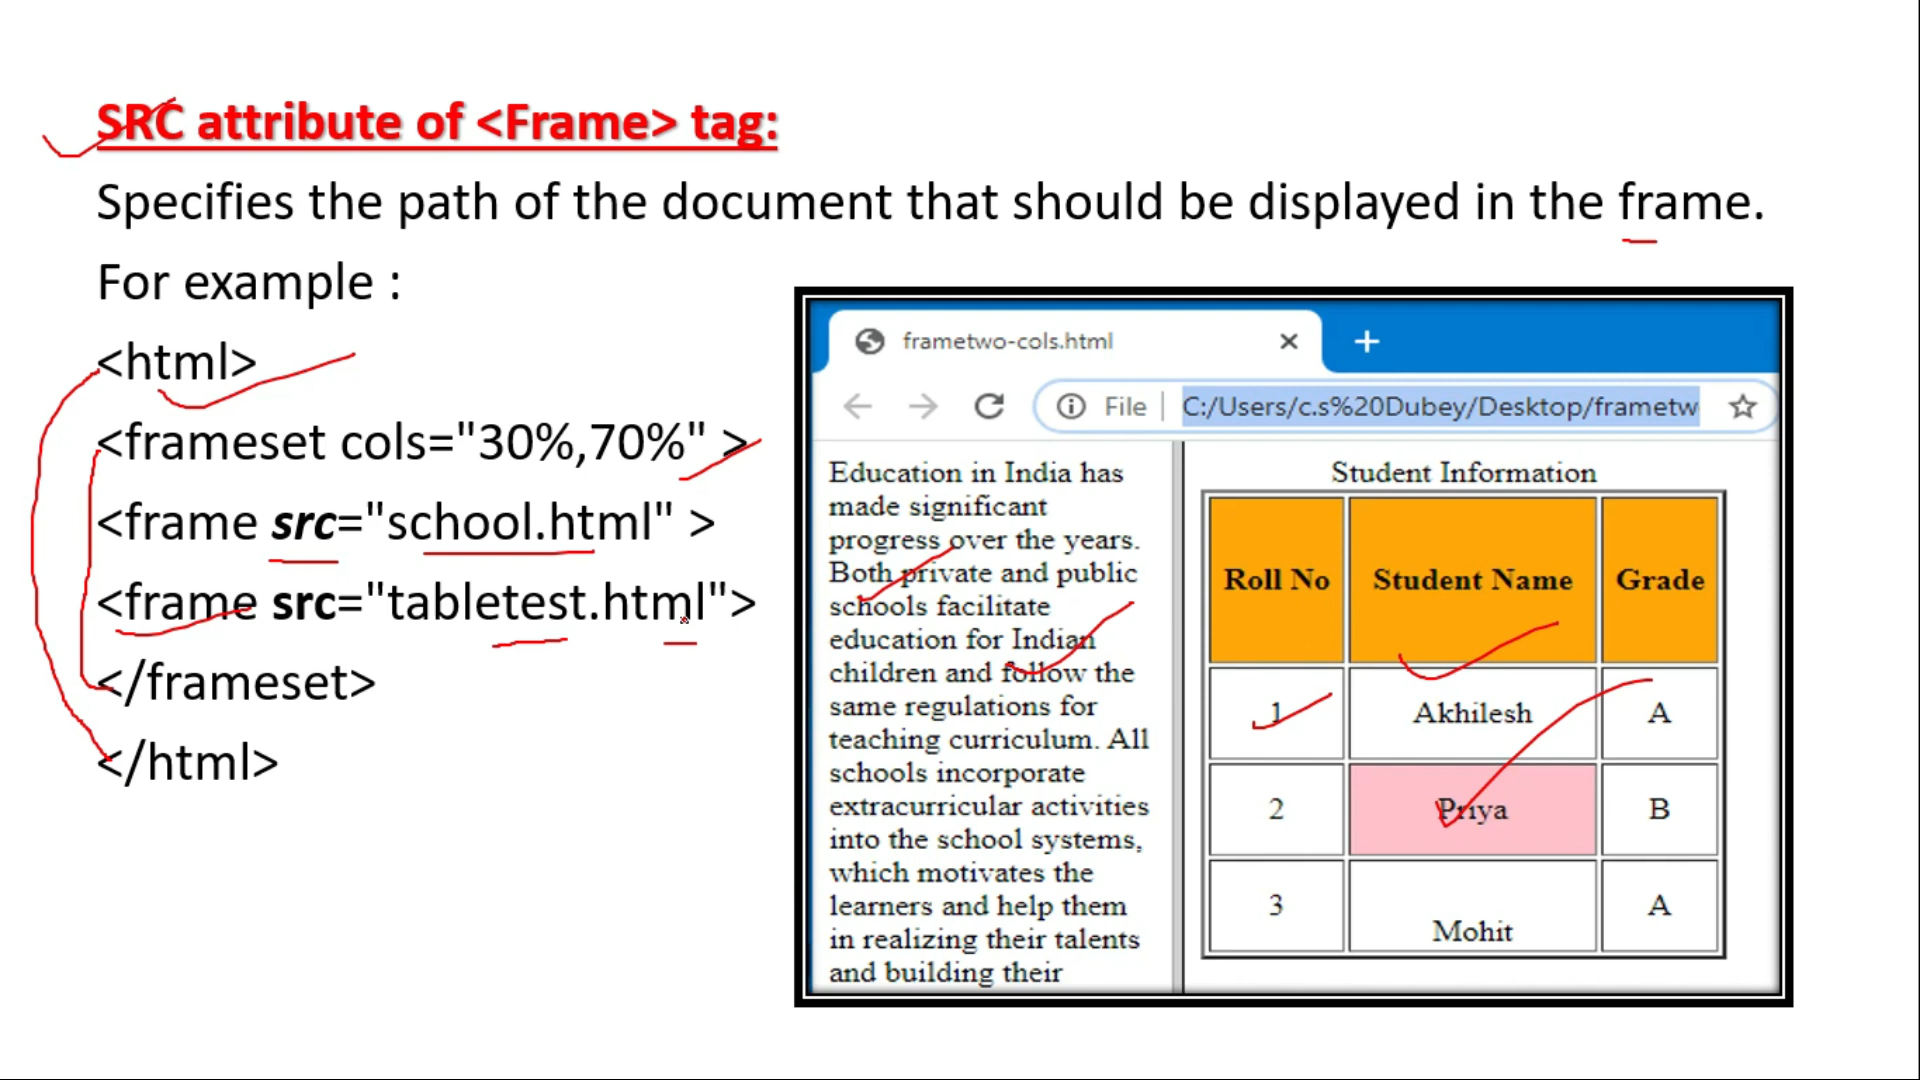 SRC attribute of <Frame> tag:
Specifies the path of the document that should be displayed in the frame.
For example :
<html>
<frameset cols="30%,70%" >
<frame src="school.html" >
<frame src="tabletest.html">
</frameset>
</html>
frametwo-cols.html
File
C:/Users/c.s%20Dubey/Desktop/frametw
Education in India has
made significant
progress over the years.
Both private and public
schools facilitate
education for Indian
children and follow the
same regulations for
teaching curriculum. All
schools incorporate
extracurricular activities
into the school systems,
which motivates the
learners and help them
in realizing their talents
and building their
Student Information
Roll No Student Name Grade
1 Akhilesh A
2 Priya B
3 Mohit A